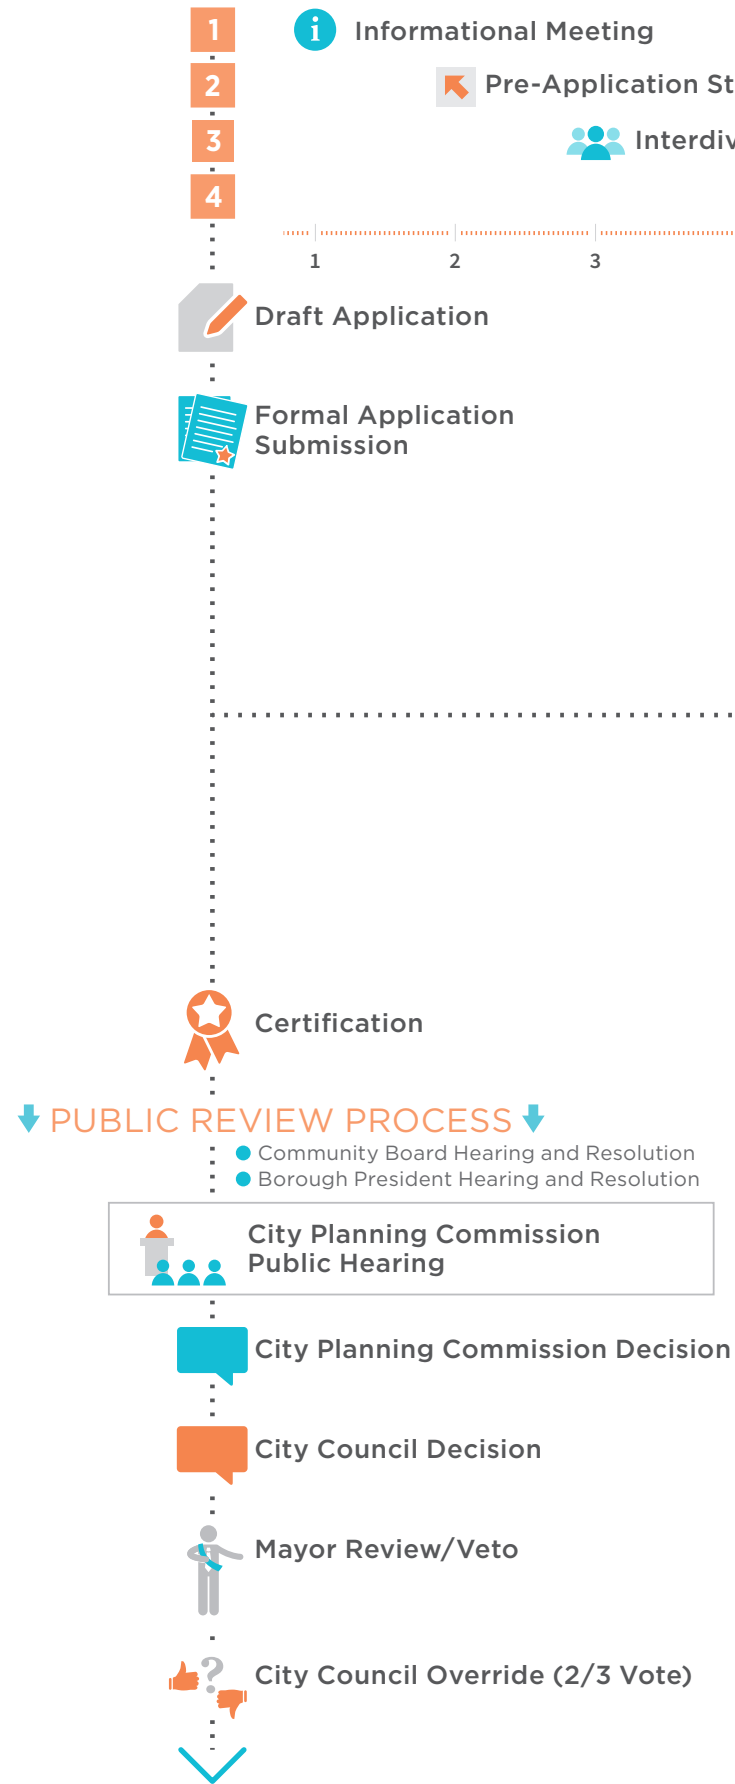 1
Informational Meeting
2
Pre-Application St
3
Interdiv
4
1 2 3
Draft Application
Formal Application
Submission
Certification
PUBLIC REVIEW PROCESS
Community Board Hearing and Resolution
Borough President Hearing and Resolution
City Planning Commission
Public Hearing
City Planning Commission Decision
City Council Decision
Mayor Review/Veto
?
City Council Override (2/3 Vote)